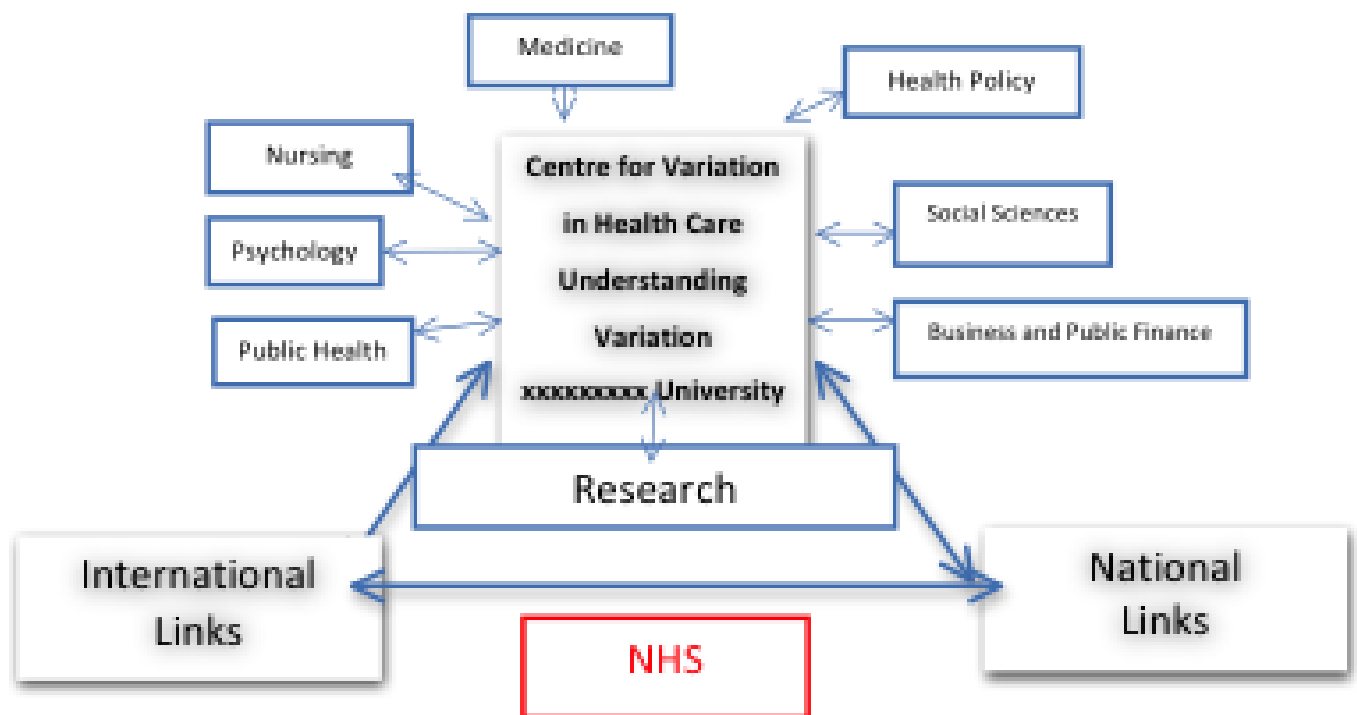 Medicine
Health Policy
Nursing
Centre for Variation
in Health Care
Understanding
Variation
xxxxxxxxx University
Psychology
Social Sciences
Public Health
Business and Public Finance
Research
International
Links
National
Links
NHS